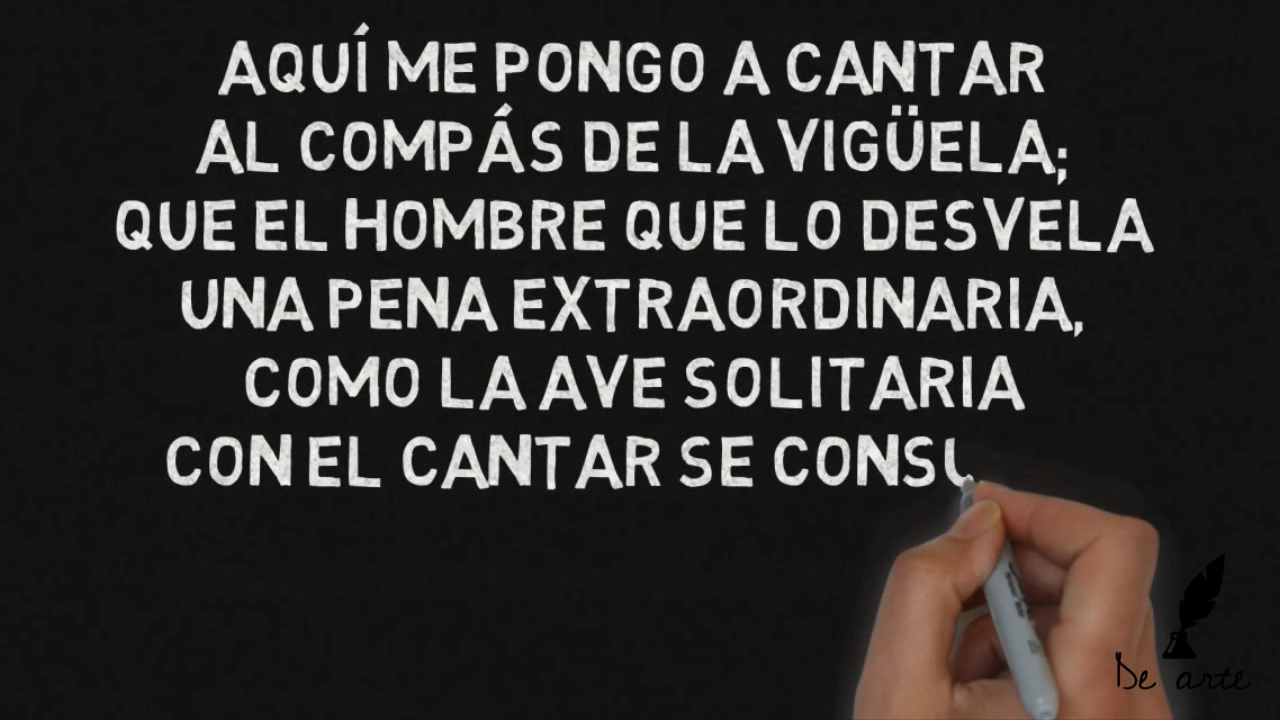 AQUÍ ME PONGO A CANTAR
AL COMPÁS DE LA VIGÜELA;
QUE EL HOMBRE QUE LO DESVELA
UNA PENA EXTRAORDINARIA,
COMO LA AVE SOLITARIA
CON EL CANTAR SE CONSU
De arte